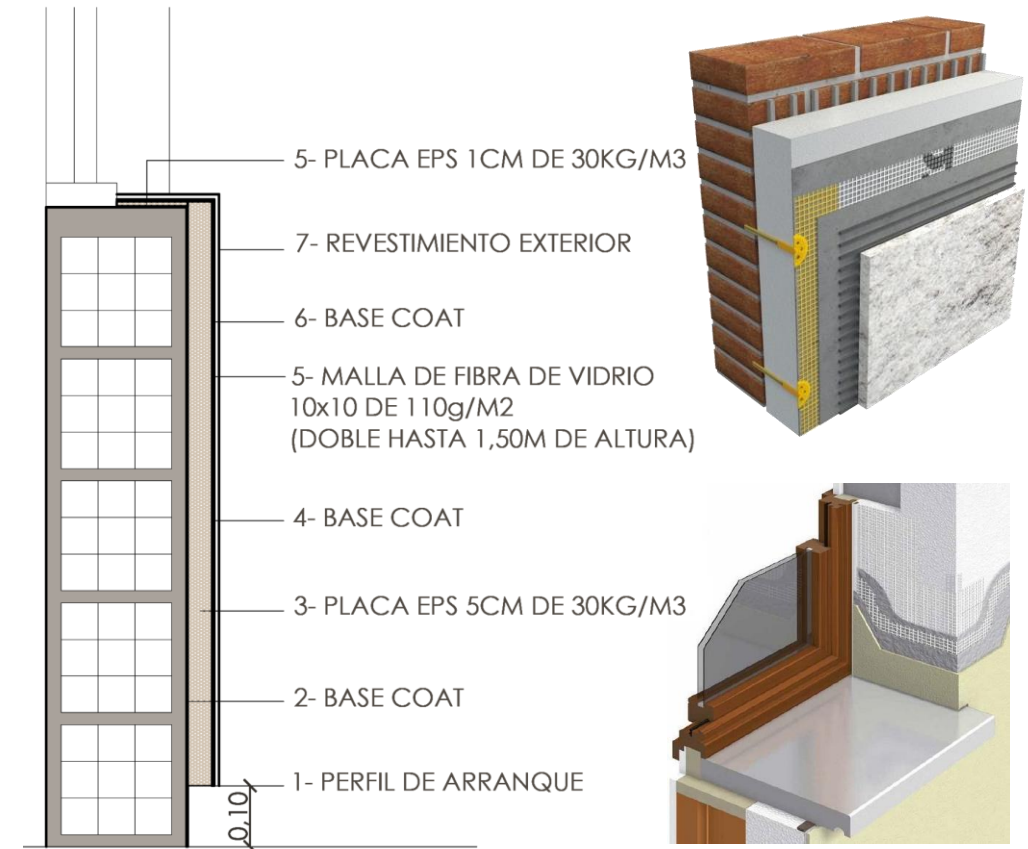 5- PLACA EPS 1CM DE 30KG/M3
7- REVESTIMIENTO EXTERIOR
6- BASE COAT
5- MALLA DE FIBRA DE VIDRIO
10x10 DE 110g/M2
(DOBLE HASTA 1,50M DE ALTURA)
4- BASE COAT
3- PLACA EPS 5CM DE 30KG/M3
2- BASE COAT
1- PERFIL DE ARRANQUE
0,10